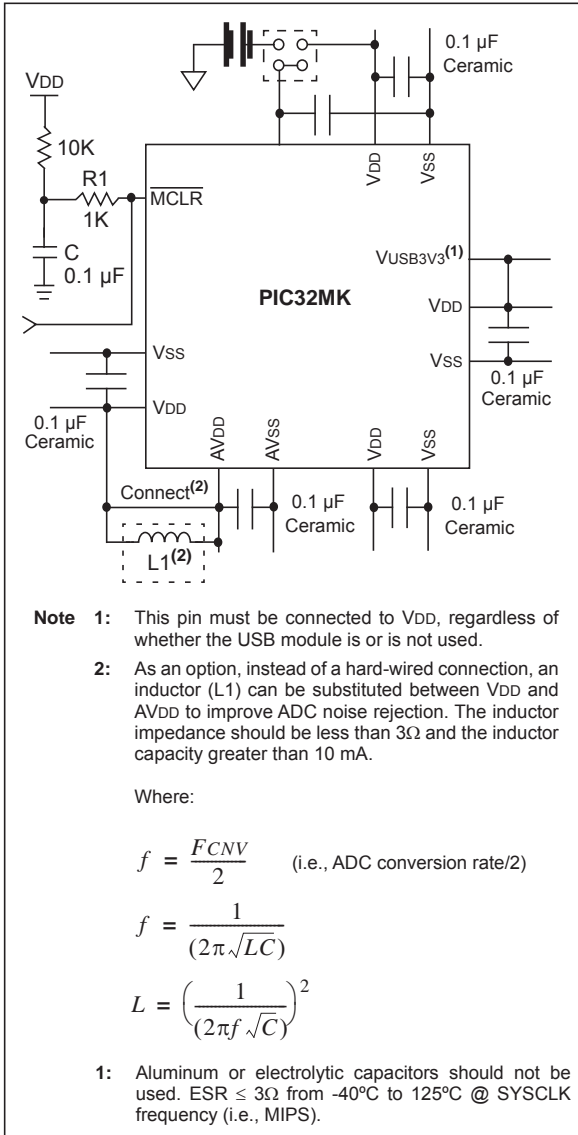 0.1 µF
Ceramic
VDD
10K
R1
1K
MCLR
C
0.1 µF
VDD
VSS
VUSB3V3(1)
PIC32MK
VDD
VSS
VSS
VDD
0.1 µF
Ceramic
0.1 µF
Ceramic
AVDD
AVSS
VDD
VSS
Connect(2)
0.1 µF
Ceramic
0.1 µF
Ceramic
L1(2)
Note 1: This pin must be connected to VDD, regardless of
whether the USB module is or is not used.
2: As an option, instead of a hard-wired connection, an
inductor (L1) can be substituted between VDD and
AVDD to improve ADC noise rejection. The inductor
impedance should be less than 3Ω and the inductor
capacity greater than 10 mA.
Where:
f = FCNV / 2 (i.e., ADC conversion rate/2)
f = 1 / (2π√LC)
L = (1 / (2πf√C))2
1: Aluminum or electrolytic capacitors should not be
used. ESR ≤ 3Ω from -40ºC to 125ºC @ SYSCLK
frequency (i.e., MIPS).